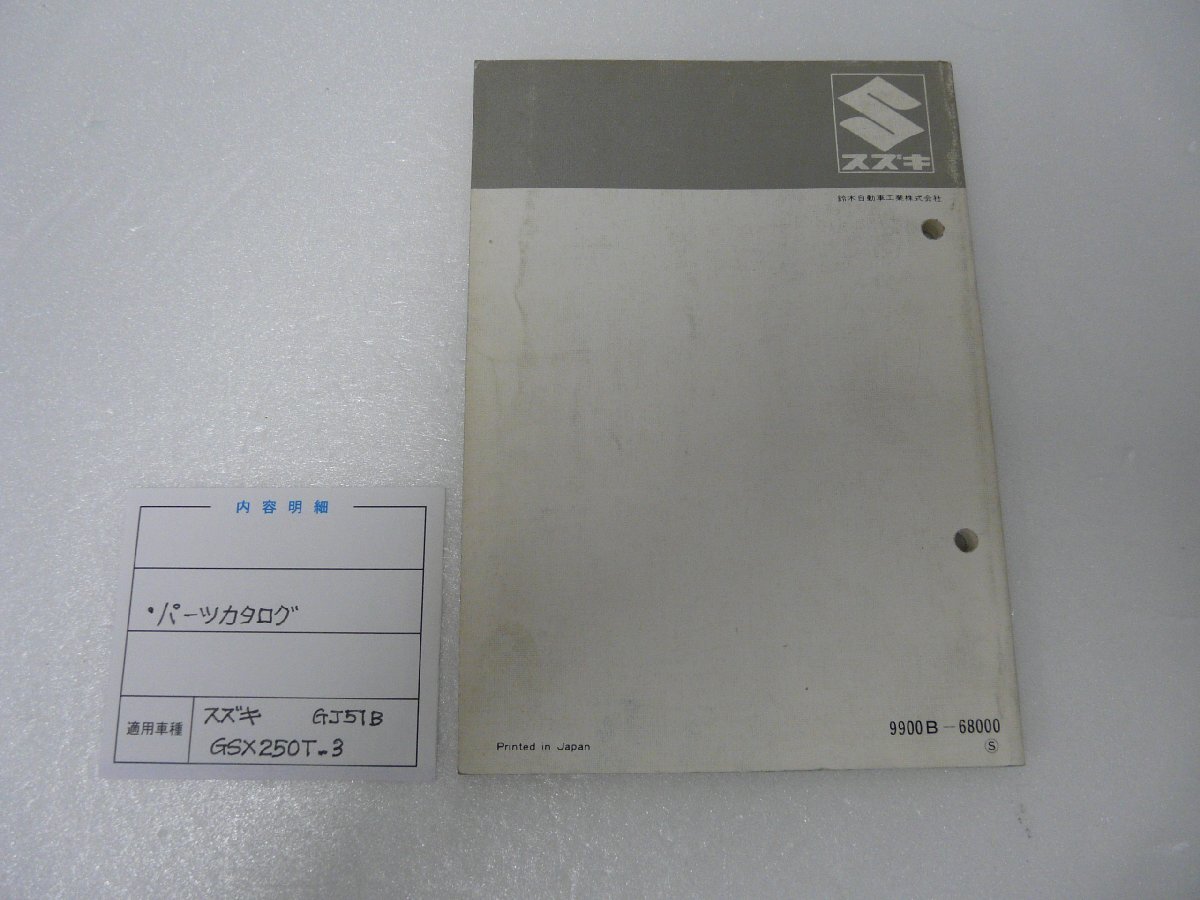 スズキ
鈴木自動車工業株式会社
9900B-68000
S
Printed in Japan
内容明細
・パーツカタログ
適用車種
スズキ GJ51B
GSX250T-3